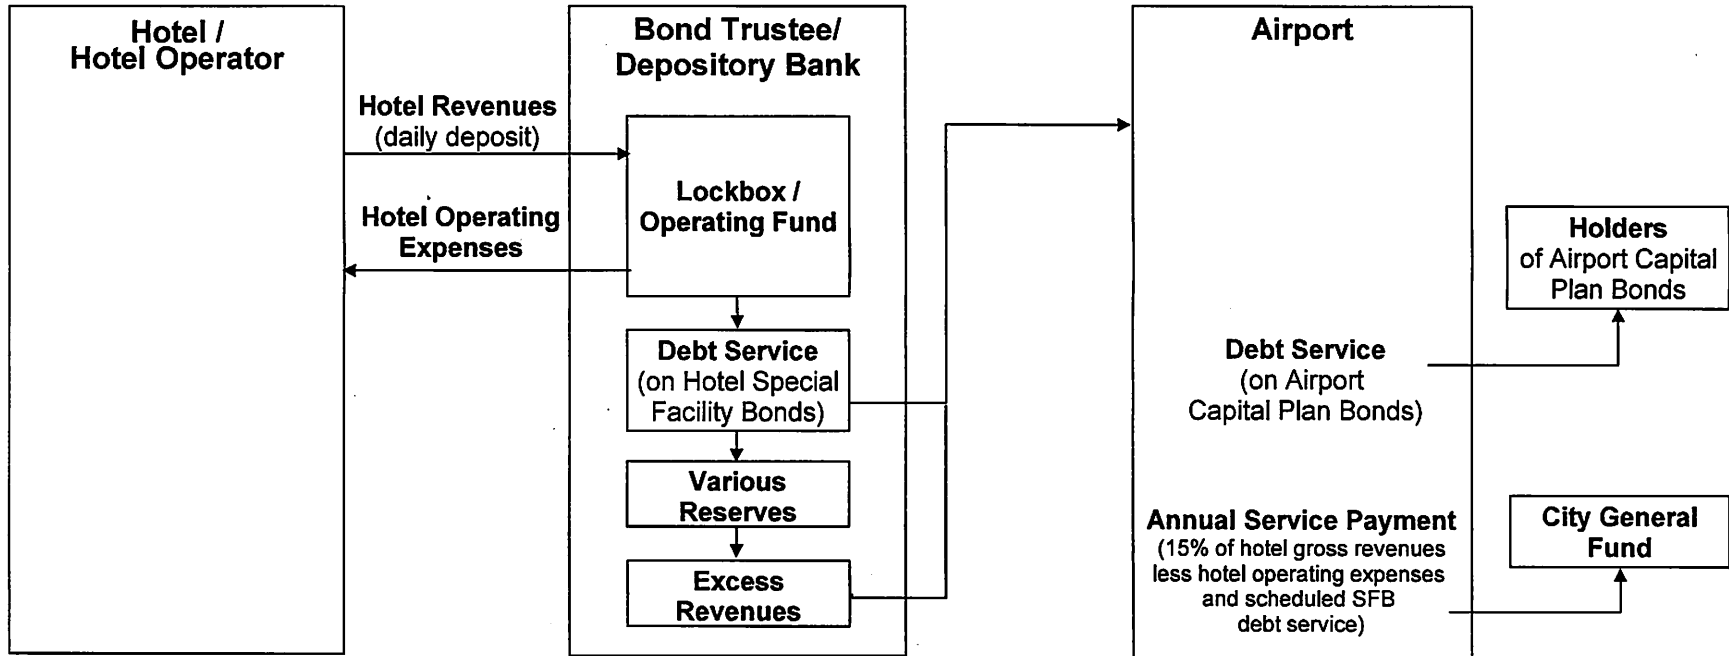 Hotel /
Hotel Operator
Hotel Revenues
(daily deposit)
Hotel Operating
Expenses
Bond Trustee/
Depository Bank
Lockbox /
Operating Fund
Debt Service
(on Hotel Special
Facility Bonds)
Various
Reserves
Excess
Revenues
Airport
Debt Service
(on Airport
Capital Plan Bonds)
Annual Service Payment
(15% of hotel gross revenues
less hotel operating expenses
and scheduled SFB
debt service)
Holders
of Airport Capital
Plan Bonds
City General
Fund